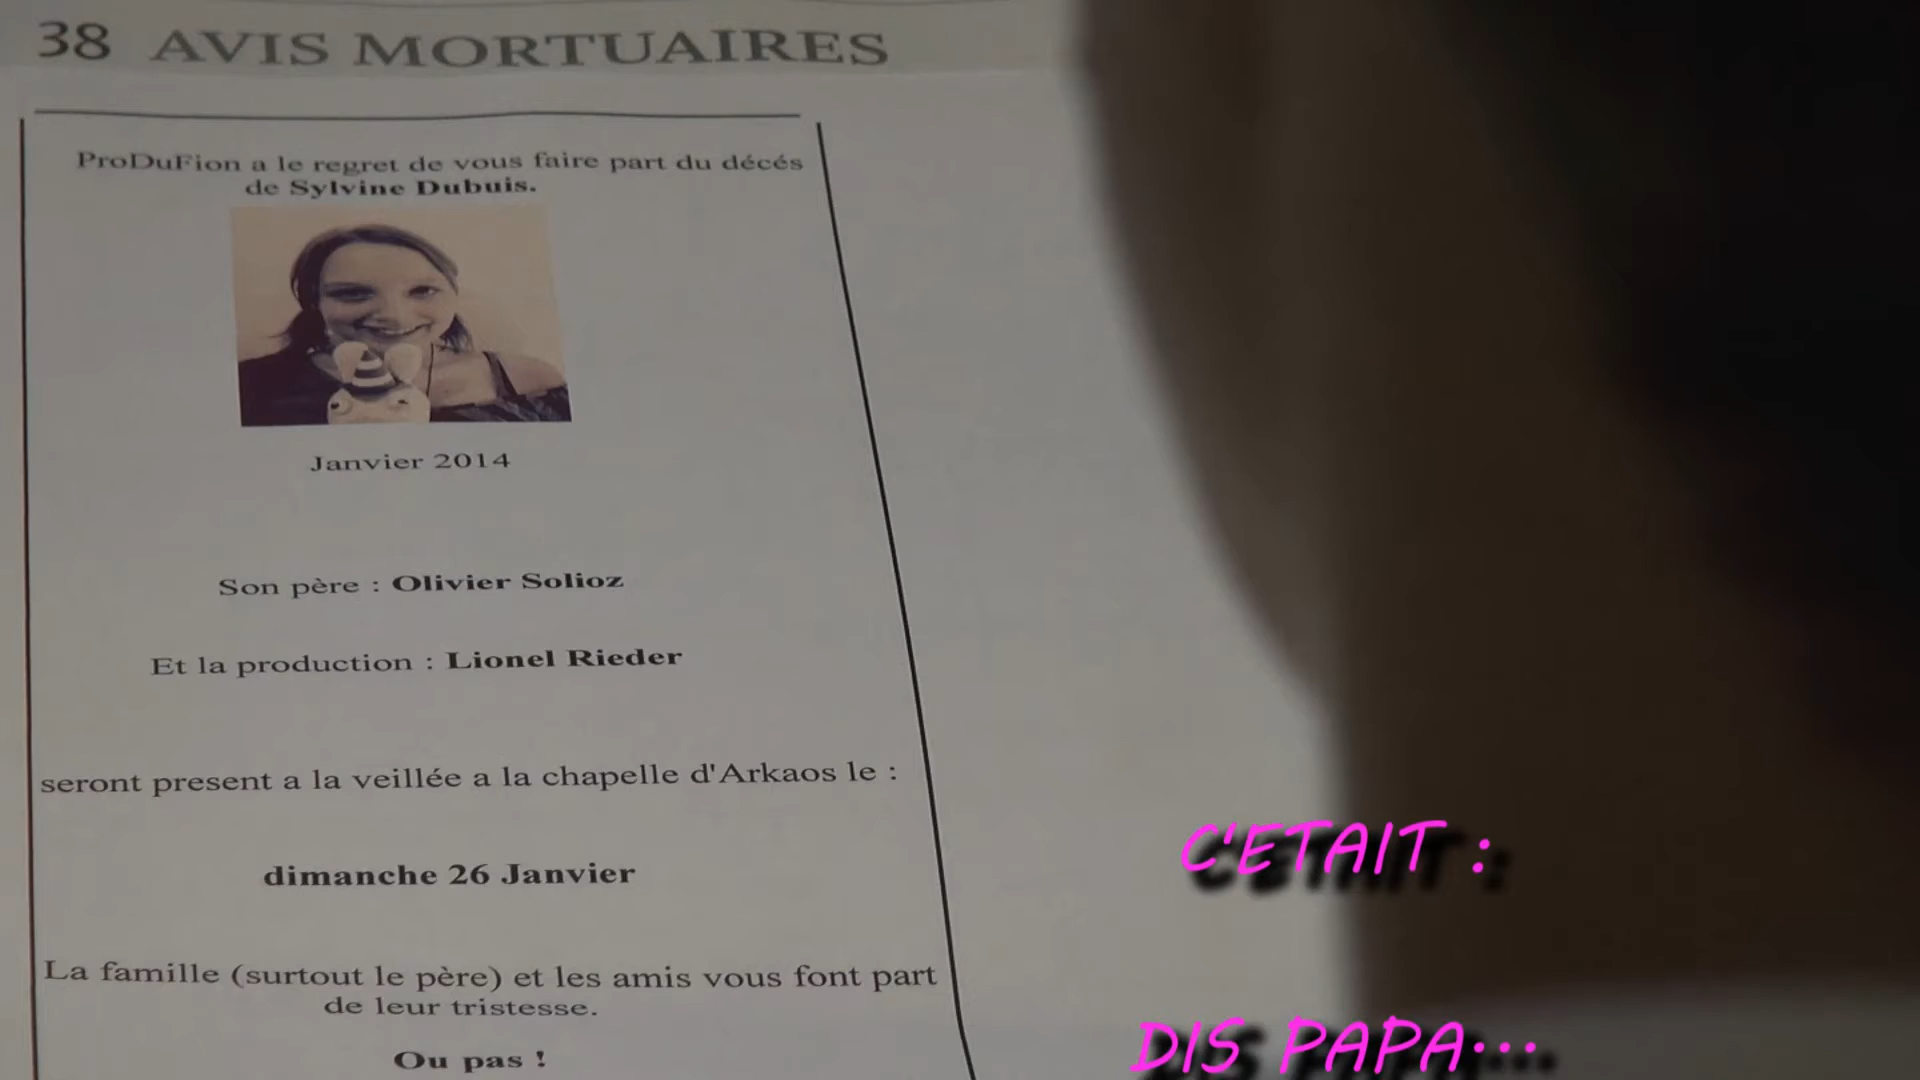 38 AVIS MORTUAIRES
ProDuFion a le regret de vous faire part du décés
de Sylvine Dubuis.
Janvier 2014
Son père : Olivier Solioz
Et la production : Lionel Rieder
seront present a la veillée a la chapelle d'Arkaos le :
dimanche 26 Janvier
La famille (surtout le père) et les amis vous font part
de leur tristesse.
Ou pas !
C'ETAIT :
DIS PAPA...